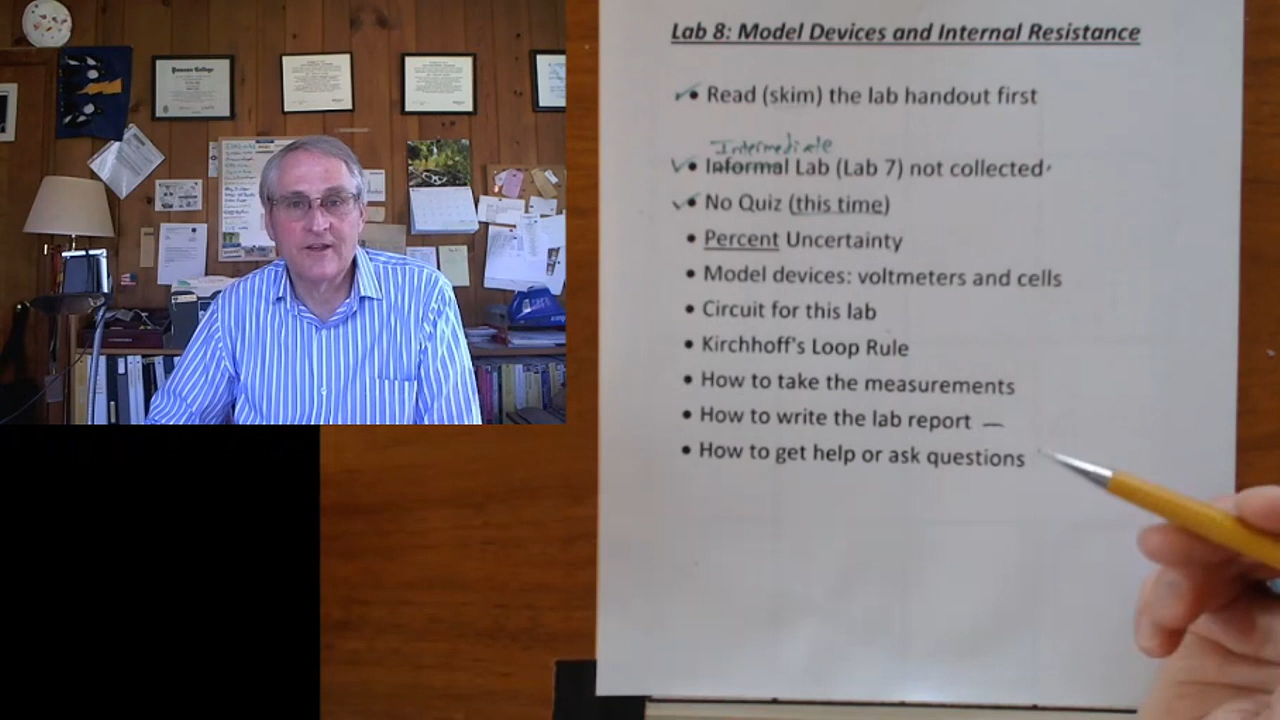 Lab 8: Model Devices and Internal Resistance
✓• Read (skim) the lab handout first
Intermediate
✓• Informal Lab (Lab 7) not collected
✓• No Quiz (this time)
• Percent Uncertainty
• Model devices: voltmeters and cells
• Circuit for this lab
• Kirchhoff's Loop Rule
• How to take the measurements
• How to write the lab report —
• How to get help or ask questions